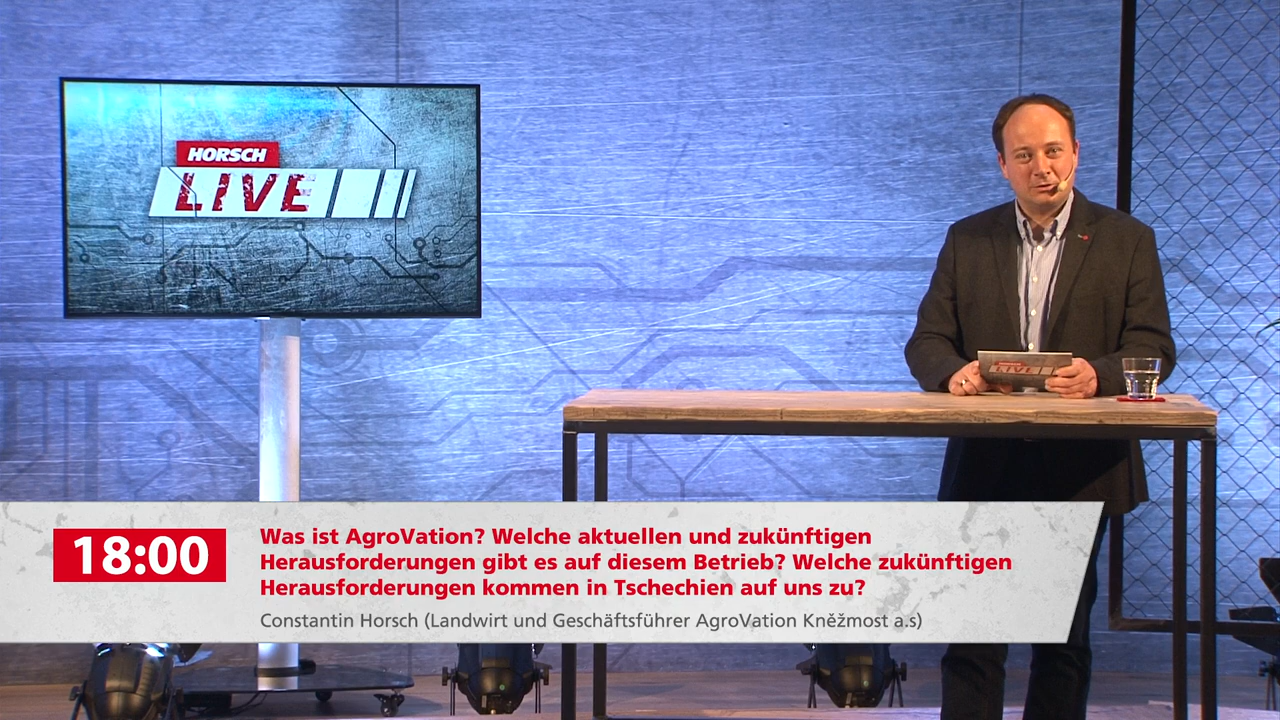 HORSCH
LIVE
LIVE
18:00
Was ist AgroVation? Welche aktuellen und zukünftigen
Herausforderungen gibt es auf diesem Betrieb? Welche zukünftigen
Herausforderungen kommen in Tschechien auf uns zu?
Constantin Horsch (Landwirt und Geschäftsführer AgroVation Kněžmost a.s)